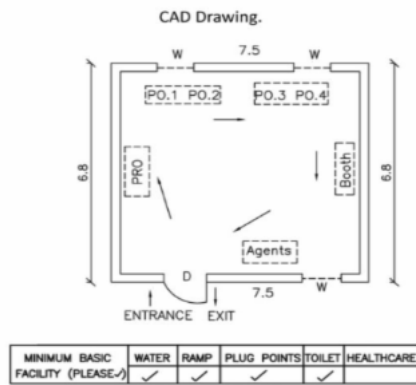 CAD Drawing.
W 7.5 W
PO.1 PO.2 PO.3 PO.4
6.8 PRO Booth 6.8
Agents
D 7.5 W
ENTRANCE EXIT
MINIMUM BASIC FACILITY (PLEASE✓) WATER RAMP PLUG POINTS TOILET HEALTHCARE
✓ ✓ ✓ ✓